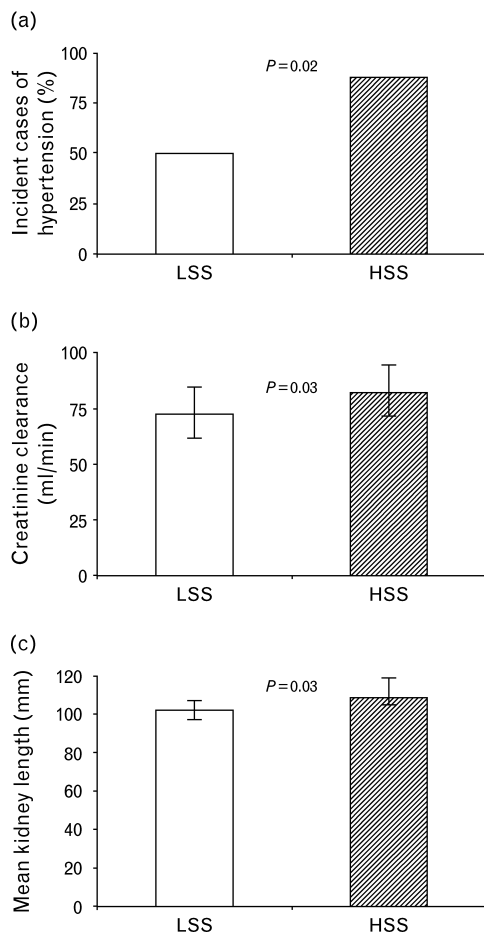 (a)
Incident cases of
hypertension (%)
100
75
50
25
0
P=0.02
LSS
HSS
(b)
Creatinine clearance
(ml/min)
100
75
50
25
0
P=0.03
LSS
HSS
(c)
Mean kidney length (mm)
120
100
80
60
40
20
0
P=0.03
LSS
HSS